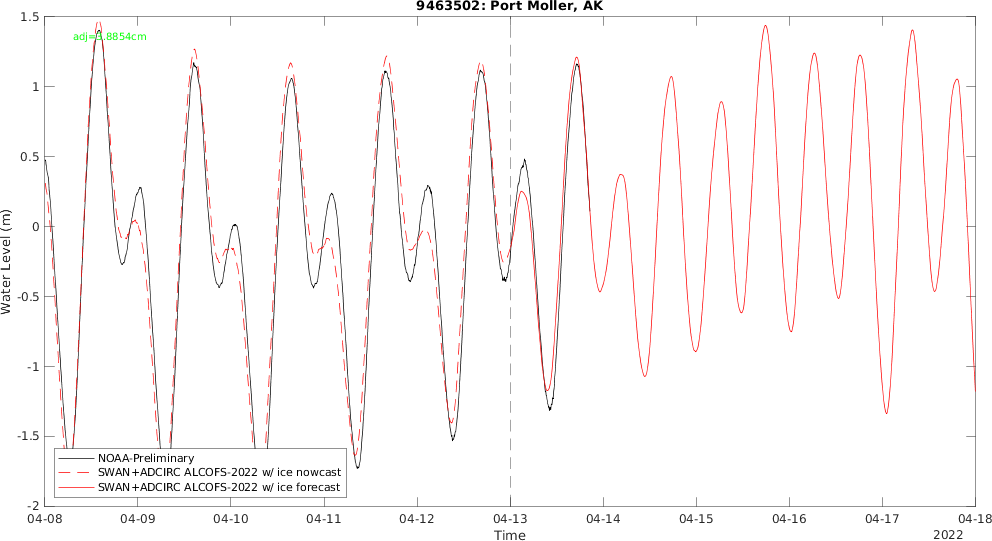 9463502: Port Moller, AK
Water Level (m)
1.5
1
0.5
0
-0.5
-1
-1.5
-2
NOAA-Preliminary
SWAN+ADCIRC ALCOFS-2022 w/ ice nowcast
SWAN+ADCIRC ALCOFS-2022 w/ ice forecast
04-08 04-09 04-10 04-11 04-12 04-13 04-14 04-15 04-16 04-17 04-18
Time
2022